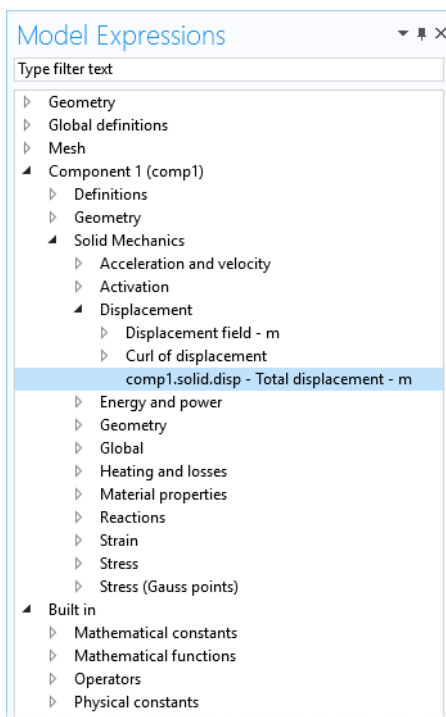 Model Expressions
Type filter text
Geometry
Global definitions
Mesh
Component 1 (comp1)
Definitions
Geometry
Solid Mechanics
Acceleration and velocity
Activation
Displacement
Displacement field - m
Curl of displacement
comp1.solid.disp - Total displacement - m
Energy and power
Geometry
Global
Heating and losses
Material properties
Reactions
Strain
Stress
Stress (Gauss points)
Built in
Mathematical constants
Mathematical functions
Operators
Physical constants